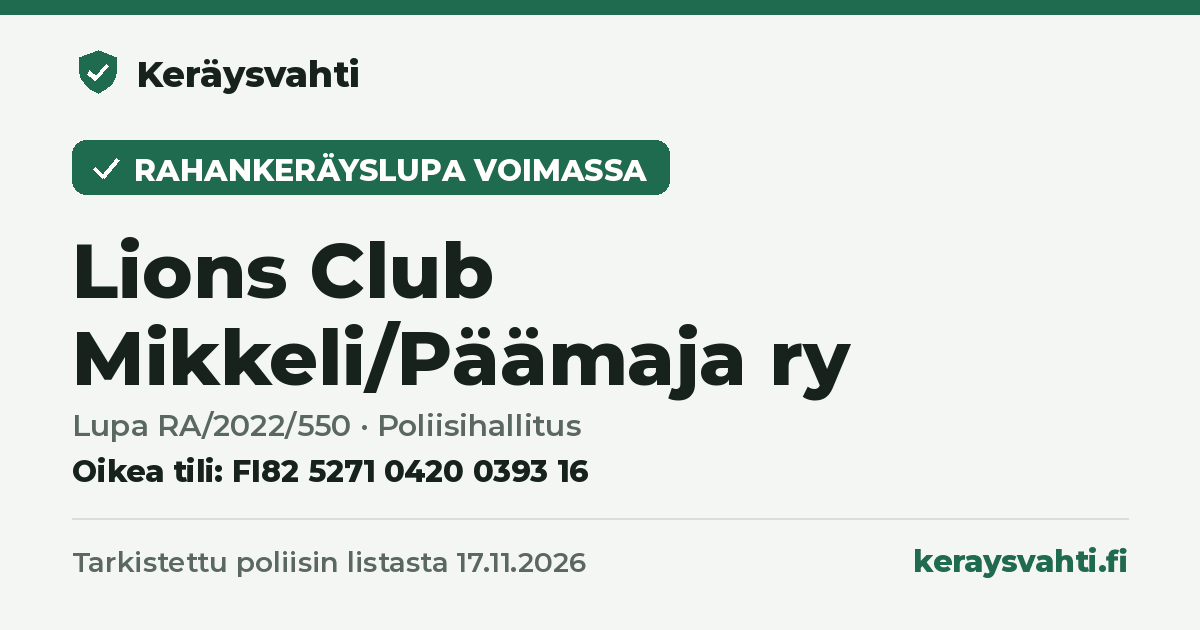 Keräysvahti
RAHANKERÄYSLUPA VOIMASSA
Lions Club
Mikkeli/Päämaja ry
Lupa RA/2022/550 · Poliisihallitus
Oikea tili: FI82 5271 0420 0393 16
Tarkistettu poliisin listasta 17.11.2026
keraysvahti.fi